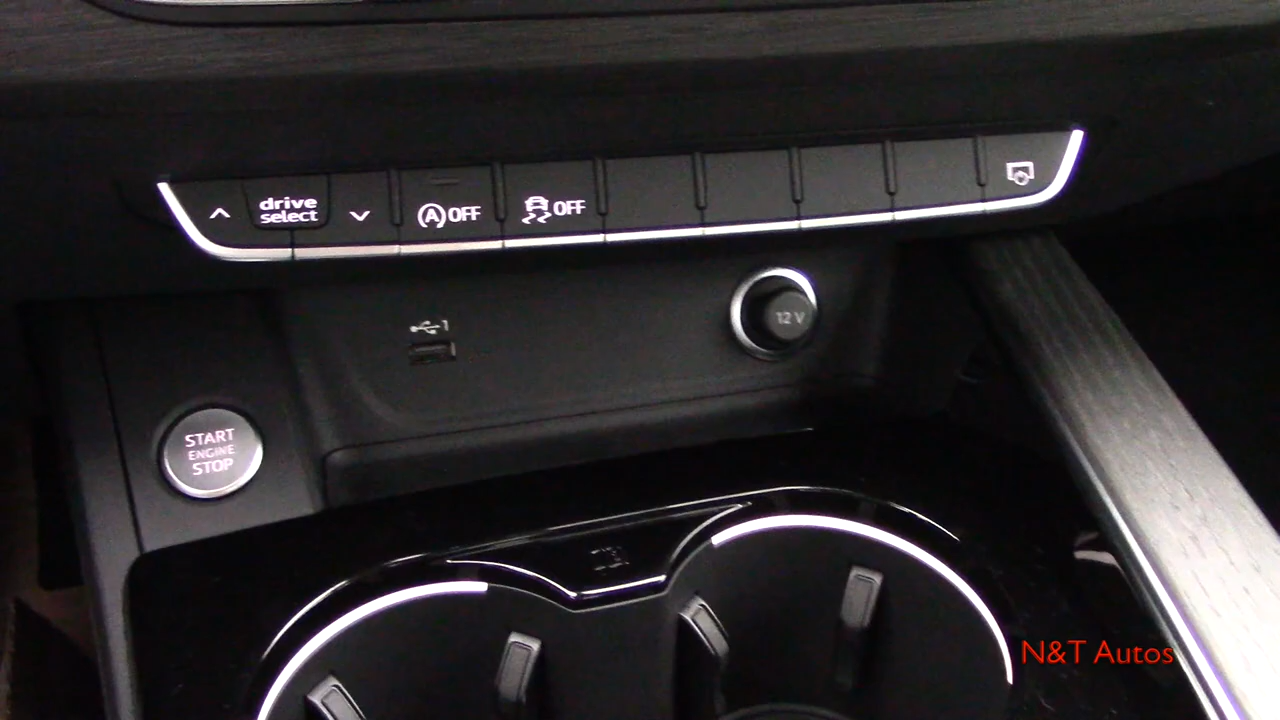 drive
select
A OFF
OFF
1
12 V
START
ENGINE
STOP
N&T Autos